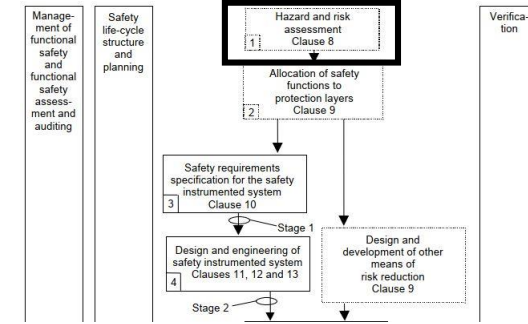 Manage-
ment of
functional
safety
and
functional
safety
assess-
ment and
auditing
Safety
life-cycle
structure
and
planning
Hazard and risk
assessment
Clause 8
1
Allocation of safety
functions to
protection layers
Clause 9
2
Safety requirements
specification for the safety
instrumented system
Clause 10
3
Stage 1
Design and engineering of
safety instrumented system
Clauses 11, 12 and 13
4
Stage 2
Design and
development of other
means of
risk reduction
Clause 9
Verifica-
tion